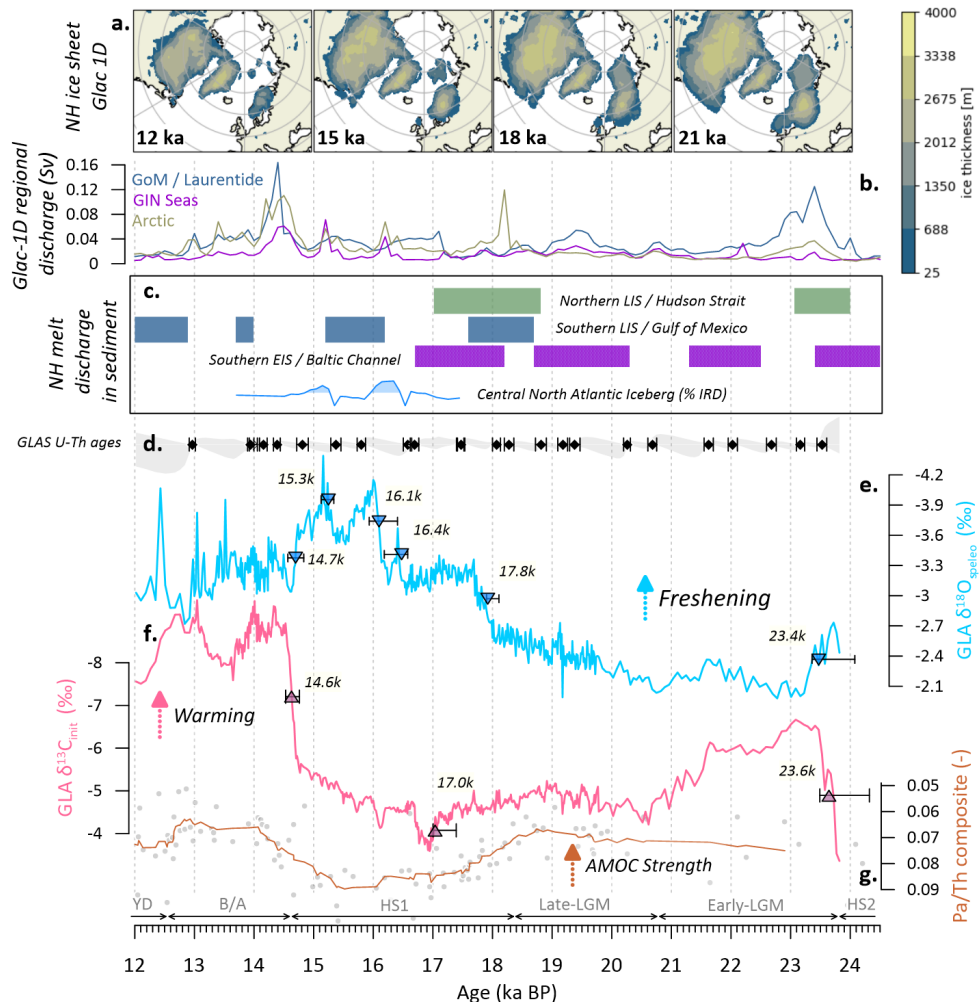 a.
NH ice sheet
Glac 1D
12 ka
15 ka
18 ka
21 ka
4000
3338
2675
2012
1350
688
25
ice thickness [m]
Glac-1D regional
discharge (Sv)
0.16
0.12
0.08
0.04
0
GoM / Laurentide
GIN Seas
Arctic
b.
NH melt
discharge
in sediment
c.
Northern LIS / Hudson Strait
Southern LIS / Gulf of Mexico
Southern EIS / Baltic Channel
Central North Atlantic Iceberg (% IRD)
GLAS U-Th ages
d.
e.
-4.2
-3.9
-3.6
-3.3
-3
-2.7
-2.4
-2.1
GLA δ18Ospeleo (‰)
15.3k
16.1k
16.4k
14.7k
17.8k
Freshening
23.4k
f.
-8
-7
-6
-5
-4
GLA δ13Cinit (‰)
14.6k
Warming
17.0k
23.6k
0.05
0.06
0.07
0.08
0.09
Pa/Th composite (-)
AMOC Strength
g.
YD
B/A
HS1
Late-LGM
Early-LGM
HS2
12 13 14 15 16 17 18 19 20 21 22 23 24
Age (ka BP)